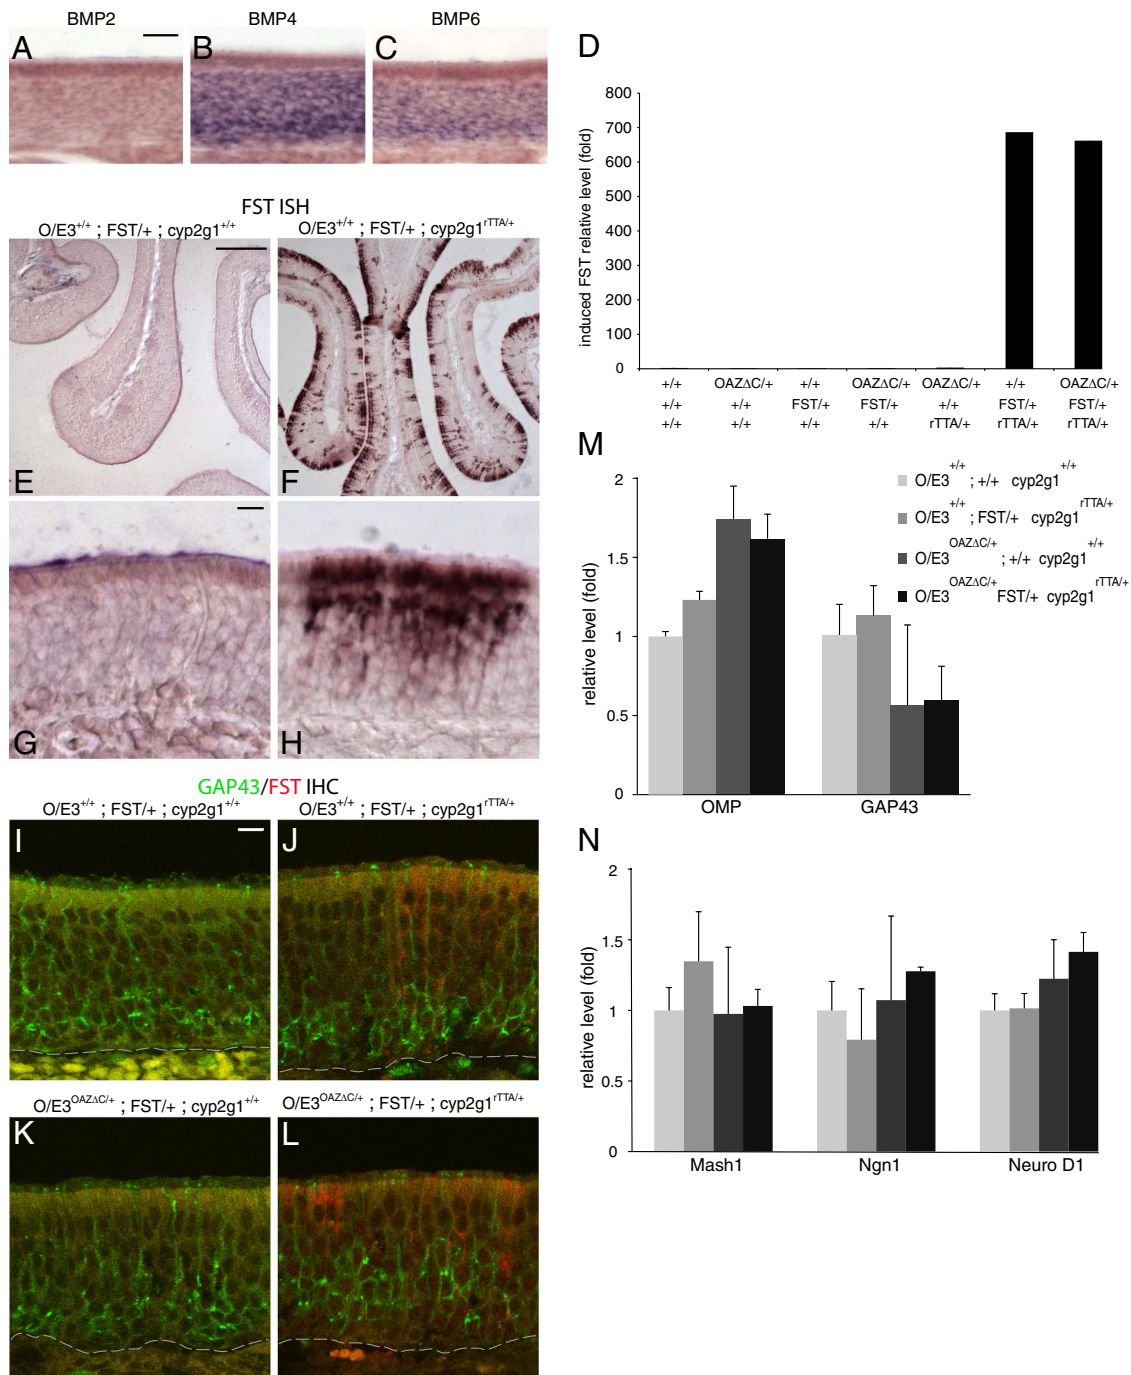 BMP2 BMP4 BMP6
A B C
FST ISH
O/E3+/+ ; FST/+ ; cyp2g1+/+ O/E3+/+ ; FST/+ ; cyp2g1rTTA/+
E F
G H
GAP43/FST IHC
O/E3+/+ ; FST/+ ; cyp2g1+/+ O/E3+/+ ; FST/+ ; cyp2g1rTTA/+
I J
O/E3OAZΔC/+ ; FST/+ ; cyp2g1+/+ O/E3OAZΔC/+ ; FST/+ ; cyp2g1rTTA/+
K L
D
induced FST relative level (fold)
800
700
600
500
400
300
200
100
0
+/+ OAZΔC/+ +/+ OAZΔC/+ OAZΔC/+ +/+ OAZΔC/+
+/+ +/+ FST/+ FST/+ +/+ FST/+ FST/+
+/+ +/+ +/+ +/+ rTTA/+ rTTA/+ rTTA/+
M
relative level (fold)
2
1.5
1
0.5
0
O/E3+/+ ; +/+ cyp2g1+/+
O/E3+/+ ; FST/+ cyp2g1rTTA/+
O/E3OAZΔC/+ ; +/+ cyp2g1+/+
O/E3OAZΔC/+ FST/+ cyp2g1rTTA/+
OMP GAP43
N
relative level (fold)
2
1.5
1
0.5
0
Mash1 Ngn1 Neuro D1